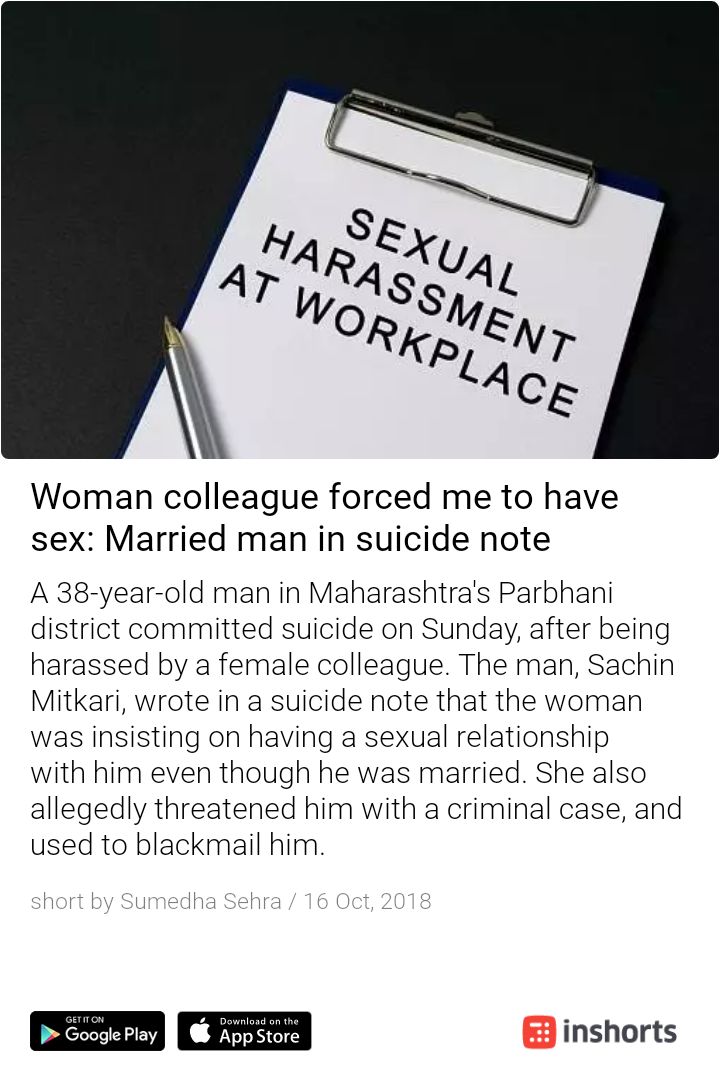 SEXUAL
HARASSMENT
AT WORKPLACE
Woman colleague forced me to have
sex: Married man in suicide note
A 38-year-old man in Maharashtra's Parbhani
district committed suicide on Sunday, after being
harassed by a female colleague. The man, Sachin
Mitkari, wrote in a suicide note that the woman
was insisting on having a sexual relationship
with him even though he was married. She also
allegedly threatened him with a criminal case, and
used to blackmail him.
short by Sumedha Sehra / 16 Oct, 2018
GET IT ON
Google Play
Download on the
App Store
inshorts